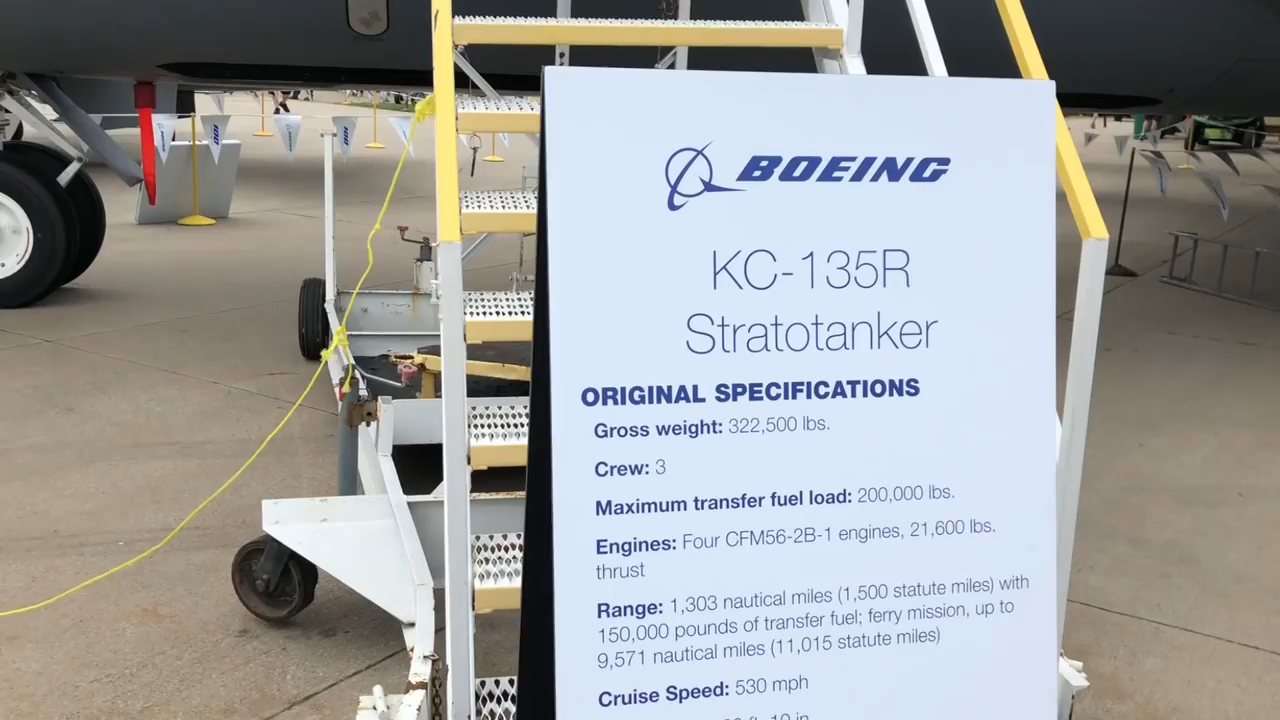 BOEING
KC-135R
Stratotanker
ORIGINAL SPECIFICATIONS
Gross weight: 322,500 lbs.
Crew: 3
Maximum transfer fuel load: 200,000 lbs.
Engines: Four CFM56-2B-1 engines, 21,600 lbs.
thrust
Range: 1,303 nautical miles (1,500 statute miles) with
150,000 pounds of transfer fuel; ferry mission, up to
9,571 nautical miles (11,015 statute miles)
Cruise Speed: 530 mph